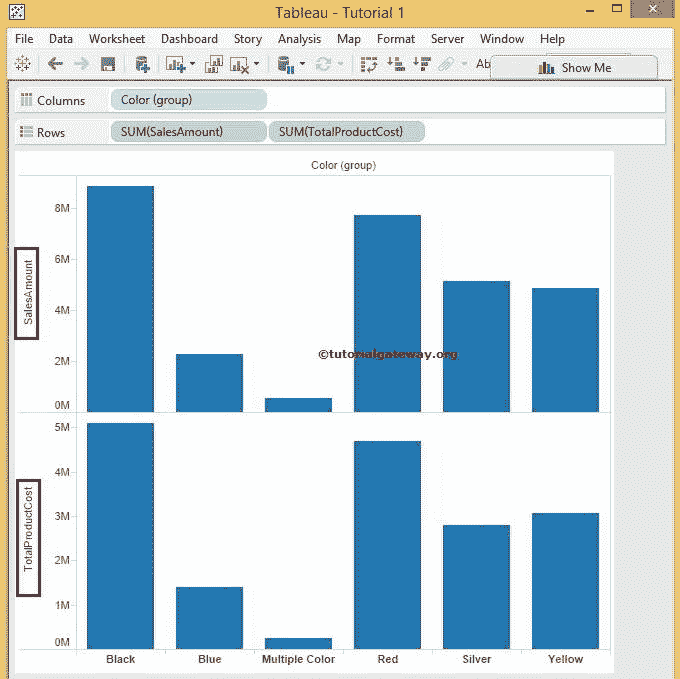 Tableau - Tutorial 1
File Data Worksheet Dashboard Story Analysis Map Format Server Window Help
Ab
Show Me
Columns Color (group)
Rows SUM(SalesAmount) SUM(TotalProductCost)
Color (group)
SalesAmount
8M
6M
4M
2M
0M
©tutorialgateway.org
TotalProductCost
5M
4M
3M
2M
1M
0M
Black Blue Multiple Color Red Silver Yellow